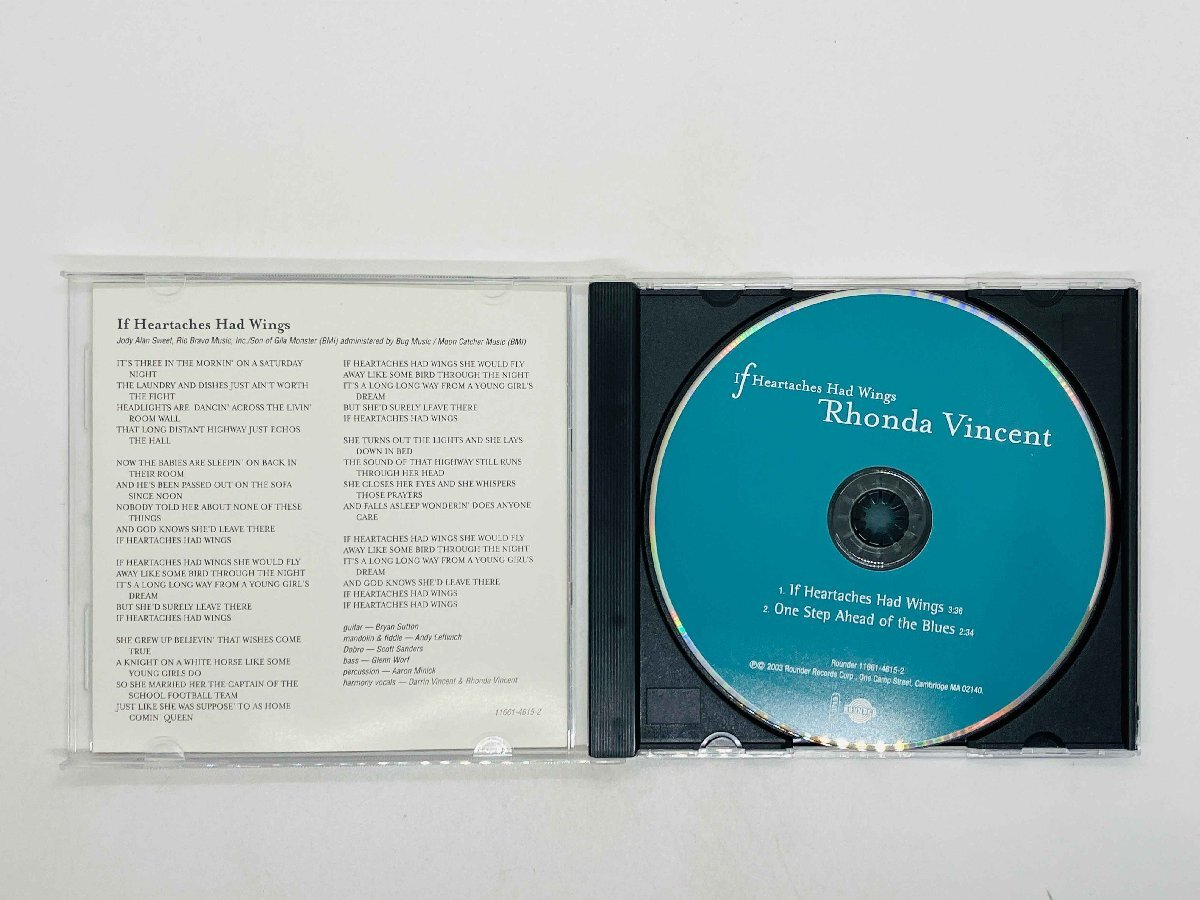 If Heartaches Had Wings
Jody Alan Sweet, Rio Bravo Music, Inc./Son of Gila Monster (BMI) administered by Bug Music / Moon Catcher Music (BMI)
IT'S THREE IN THE MORNIN' ON A SATURDAY
NIGHT
THE LAUNDRY AND DISHES JUST AIN'T WORTH
THE FIGHT
HEADLIGHTS ARE DANCIN' ACROSS THE LIVIN'
ROOM WALL
THAT LONG DISTANT HIGHWAY JUST ECHOS
THE HALL
NOW THE BABIES ARE SLEEPIN' ON BACK IN
THEIR ROOM
AND HE'S BEEN PASSED OUT ON THE SOFA
SINCE NOON
NOBODY TOLD HER ABOUT NONE OF THESE
THINGS
AND GOD KNOWS SHE'D LEAVE THERE
IF HEARTACHES HAD WINGS
IF HEARTACHES HAD WINGS SHE WOULD FLY
AWAY LIKE SOME BIRD THROUGH THE NIGHT
IT'S A LONG LONG WAY FROM A YOUNG GIRL'S
DREAM
BUT SHE'D SURELY LEAVE THERE
IF HEARTACHES HAD WINGS
SHE GREW UP BELIEVIN' THAT WISHES COME
TRUE
A KNIGHT ON A WHITE HORSE LIKE SOME
YOUNG GIRLS DO
SO SHE MARRIED HER THE CAPTAIN OF THE
SCHOOL FOOTBALL TEAM
JUST LIKE SHE WAS SUPPOSE' TO AS HOME
COMIN' QUEEN
IF HEARTACHES HAD WINGS SHE WOULD FLY
AWAY LIKE SOME BIRD THROUGH THE NIGHT
IT'S A LONG LONG WAY FROM A YOUNG GIRL'S
DREAM
BUT SHE'D SURELY LEAVE THERE
IF HEARTACHES HAD WINGS
SHE TURNS OUT THE LIGHTS AND SHE LAYS
DOWN IN BED
THE SOUND OF THAT HIGHWAY STILL RUNS
THROUGH HER HEAD
SHE CLOSES HER EYES AND SHE WHISPERS
THOSE PRAYERS
AND FALLS ASLEEP WONDERIN' DOES ANYONE
CARE
IF HEARTACHES HAD WINGS SHE WOULD FLY
AWAY LIKE SOME BIRD THROUGH THE NIGHT
IT'S A LONG LONG WAY FROM A YOUNG GIRL'S
DREAM
AND GOD KNOWS SHE'D LEAVE THERE
IF HEARTACHES HAD WINGS
IF HEARTACHES HAD WINGS
guitar — Bryan Sutton
mandolin & fiddle — Andy Leftwich
Dobro — Scott Sanders
bass — Glenn Worf
percussion — Aaron Minick
harmony vocals — Darrin Vincent & Rhonda Vincent
11661-4615-2
If Heartaches Had Wings
Rhonda Vincent
1. If Heartaches Had Wings 3:36
2. One Step Ahead of the Blues 2:34
Rounder 11661-4615-2
℗© 2003 Rounder Records Corp., One Camp Street, Cambridge MA 02140.